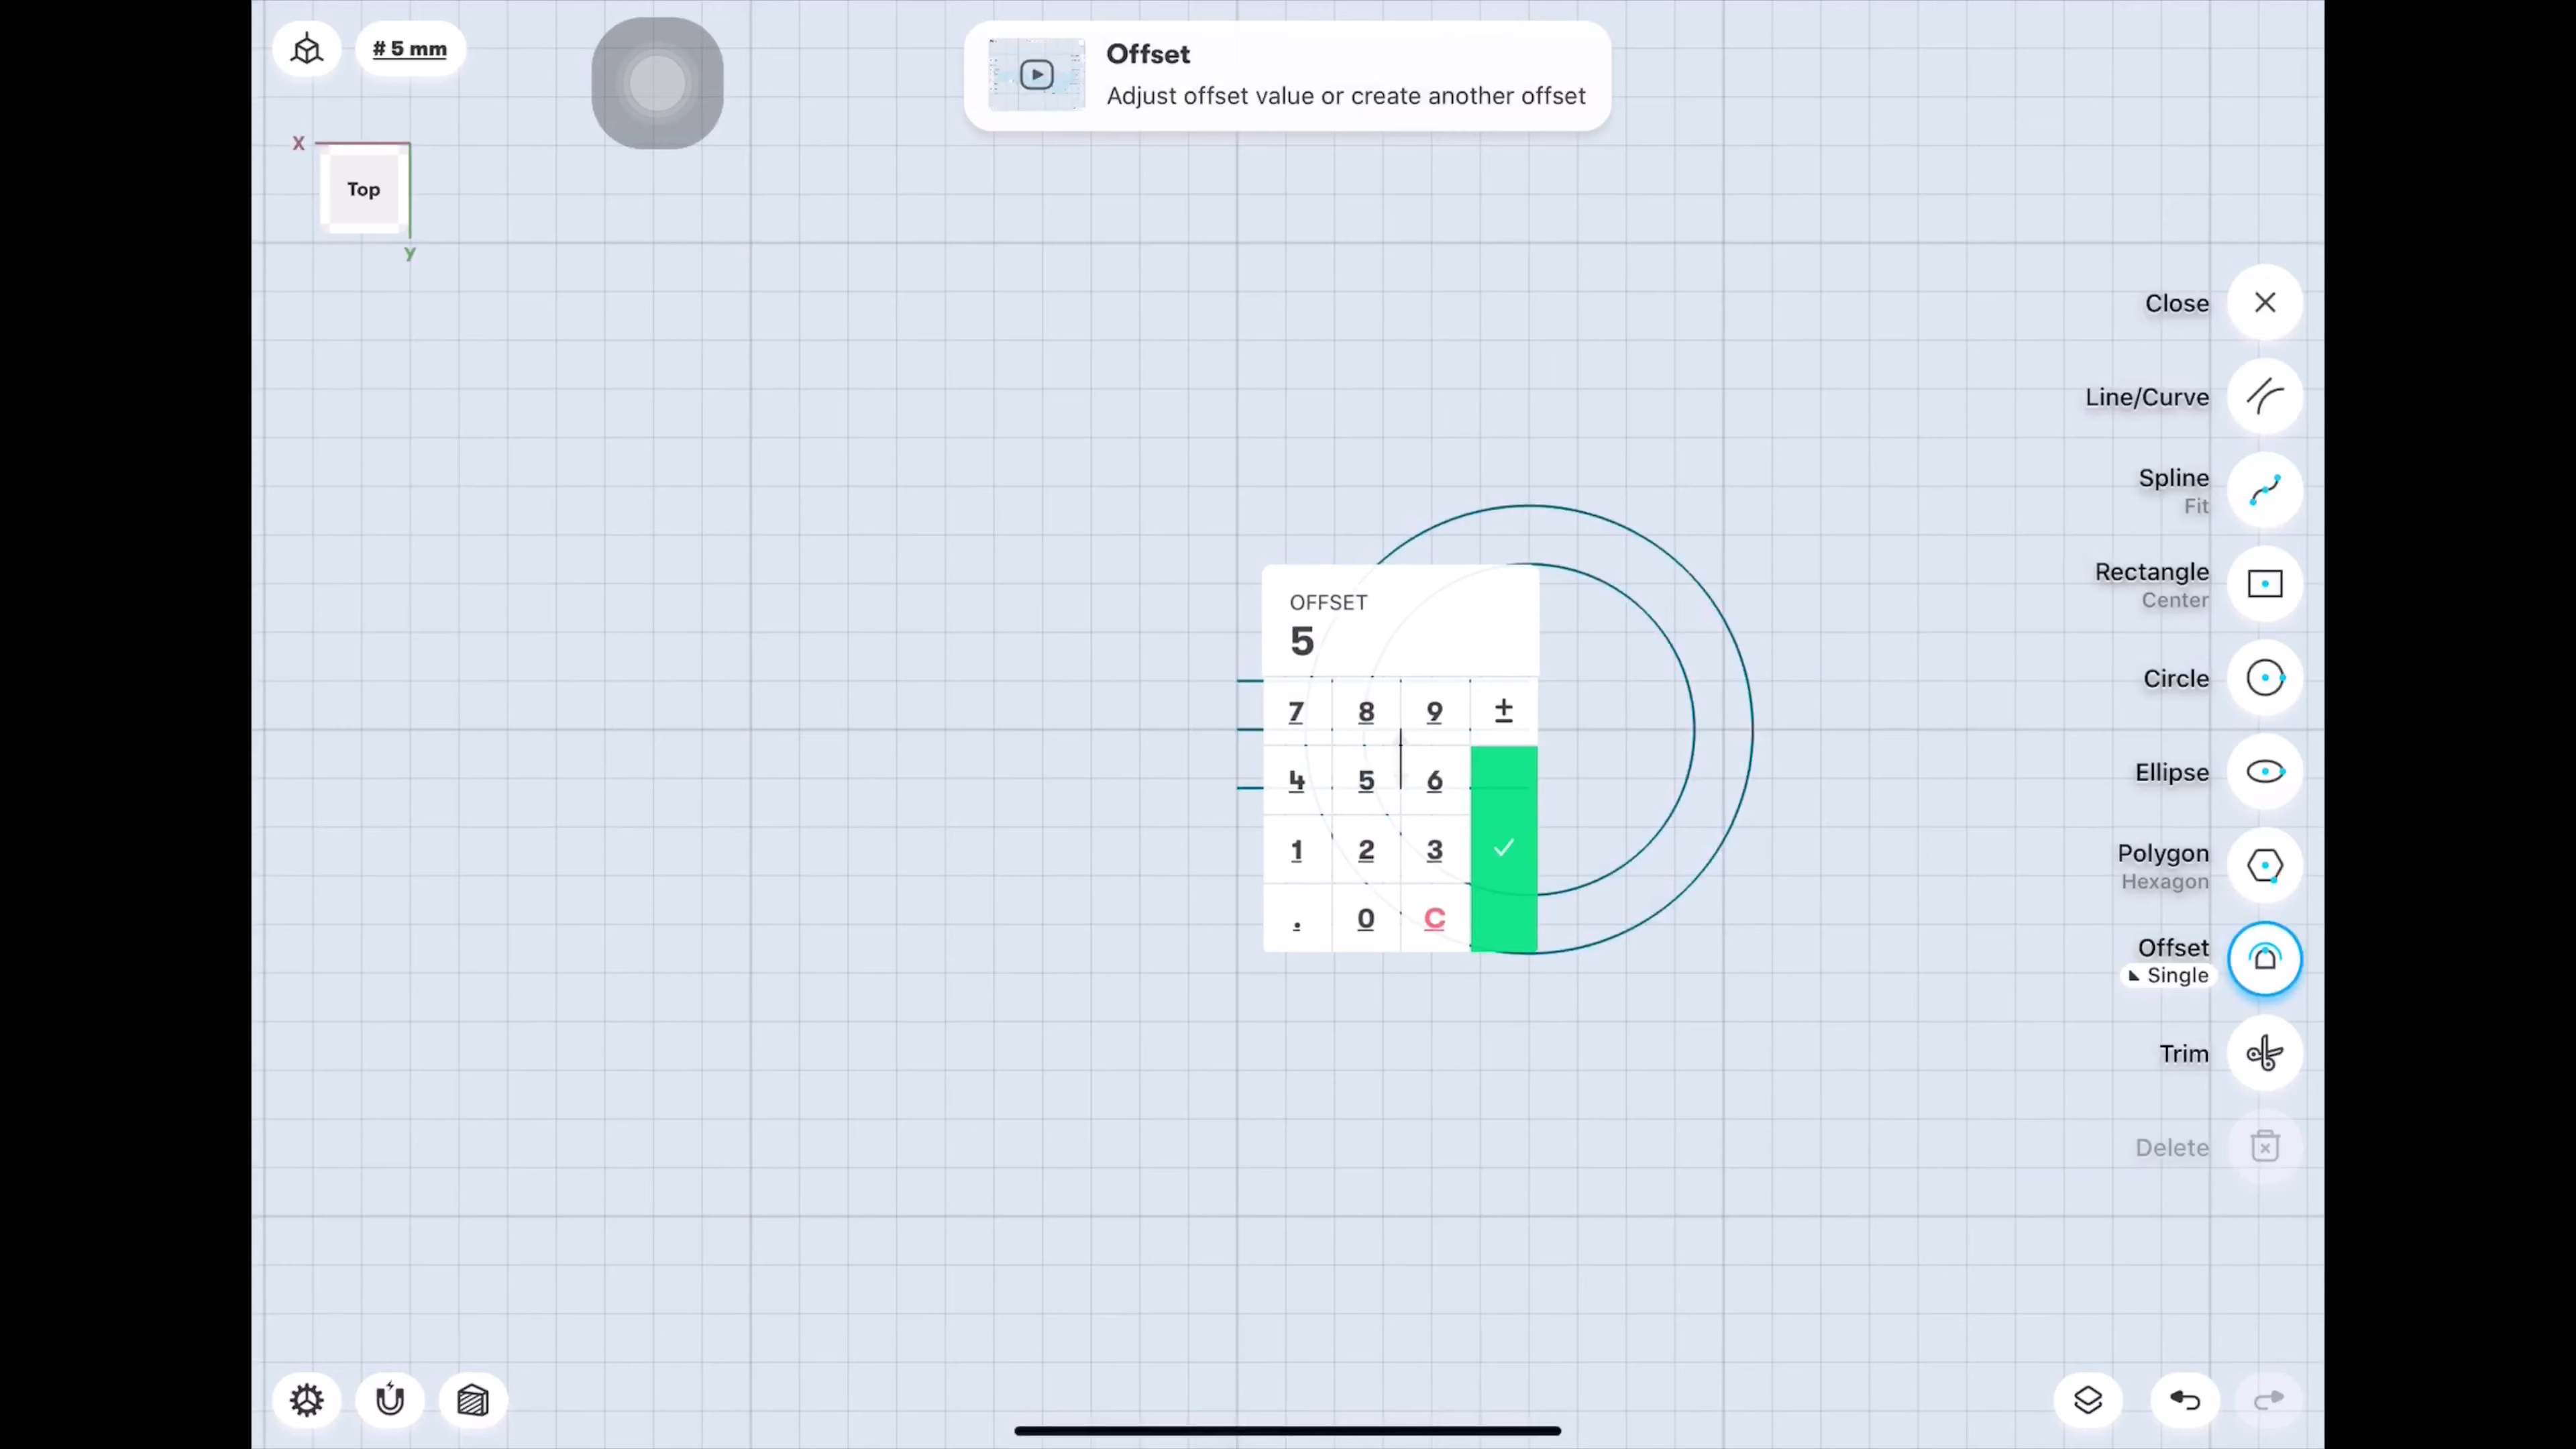 # 5 mm
Offset
Adjust offset value or create another offset
X
Top
Y
Close
Line/Curve
Spline
Fit
Rectangle
Center
Circle
Ellipse
Polygon
Hexagon
Offset
Single
Trim
Delete
OFFSET
5
7 8 9 ±
4 5 6
1 2 3
. 0 C